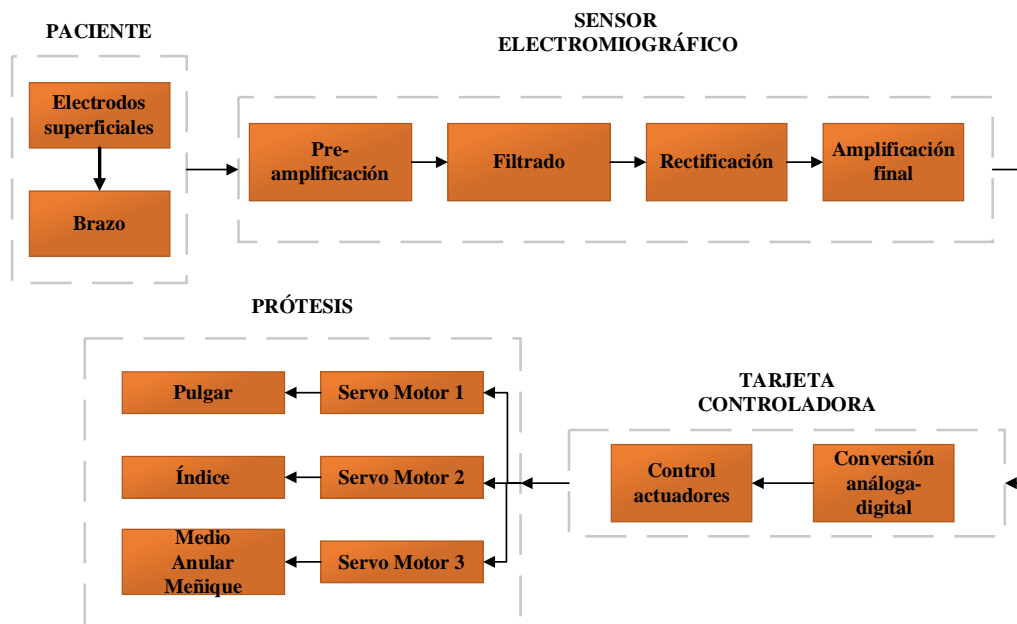 PACIENTE
Electrodos
superficiales
Brazo
SENSOR
ELECTROMIOGRÁFICO
Pre-
amplificación
Filtrado
Rectificación
Amplificación
final
PRÓTESIS
Pulgar
Servo Motor 1
Índice
Servo Motor 2
Medio
Anular
Meñique
Servo Motor 3
TARJETA
CONTROLADORA
Control
actuadores
Conversión
análoga-
digital